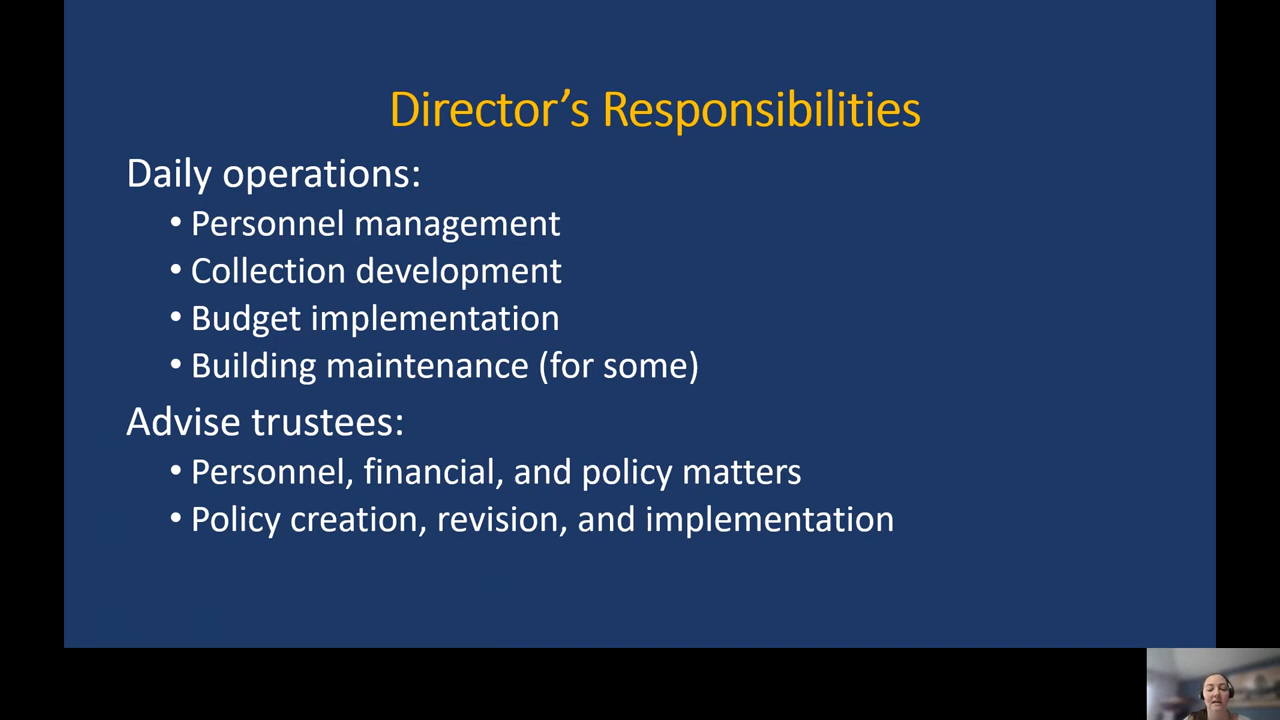 Director’s Responsibilities
Daily operations:
• Personnel management
• Collection development
• Budget implementation
• Building maintenance (for some)
Advise trustees:
• Personnel, financial, and policy matters
• Policy creation, revision, and implementation